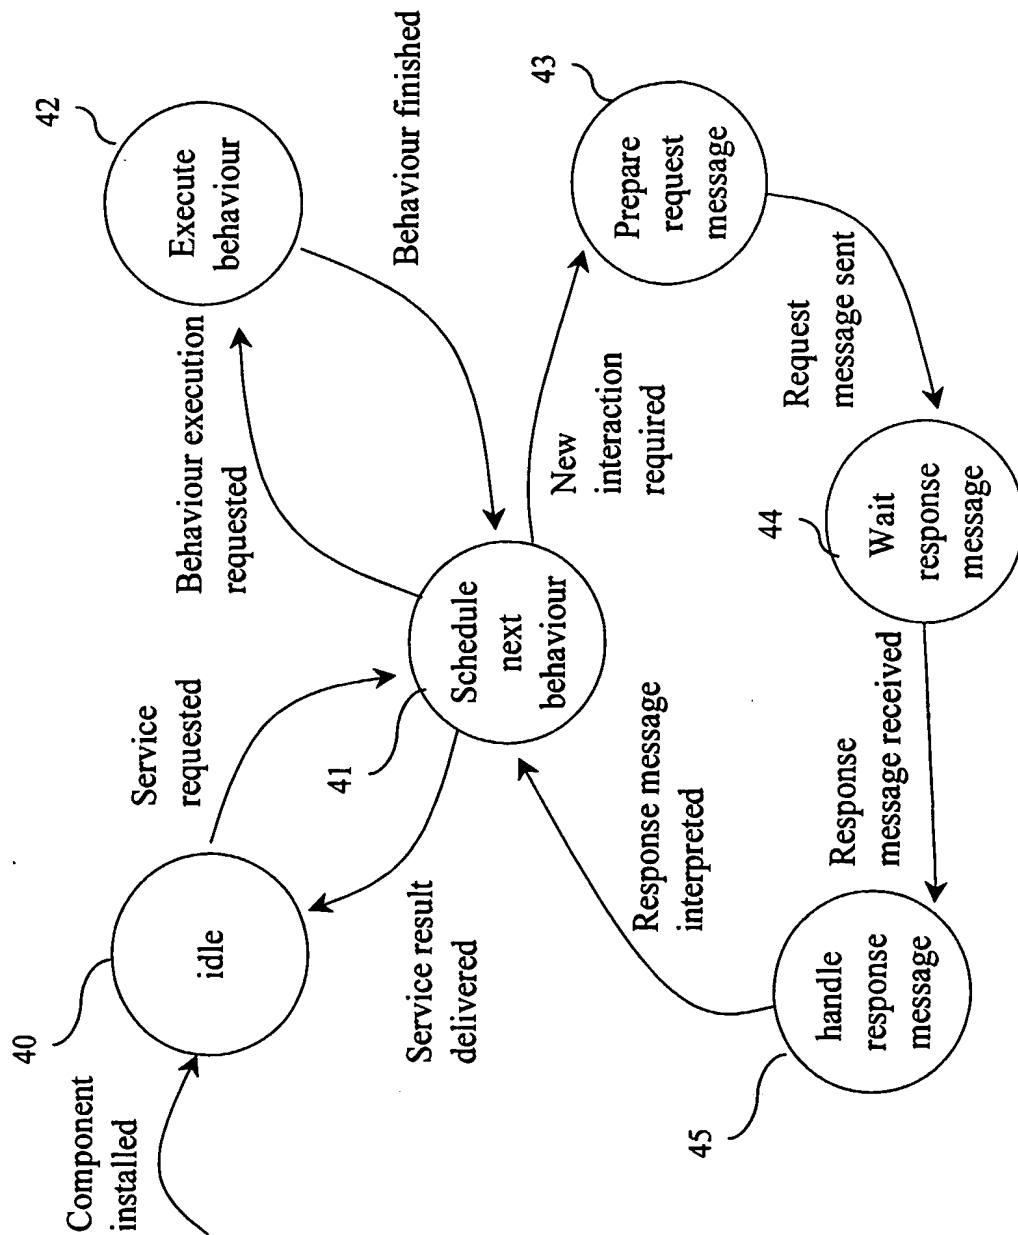 Component
installed
40
idle
Service
requested
Service result
delivered
41
Schedule
next
behaviour
Behaviour execution
requested
42
Execute
behaviour
Behaviour finished
New
interaction
required
43
Prepare
request
message
Request
message sent
44
Wait
response
message
Response
message received
45
handle
response
message
Response message
interpreted